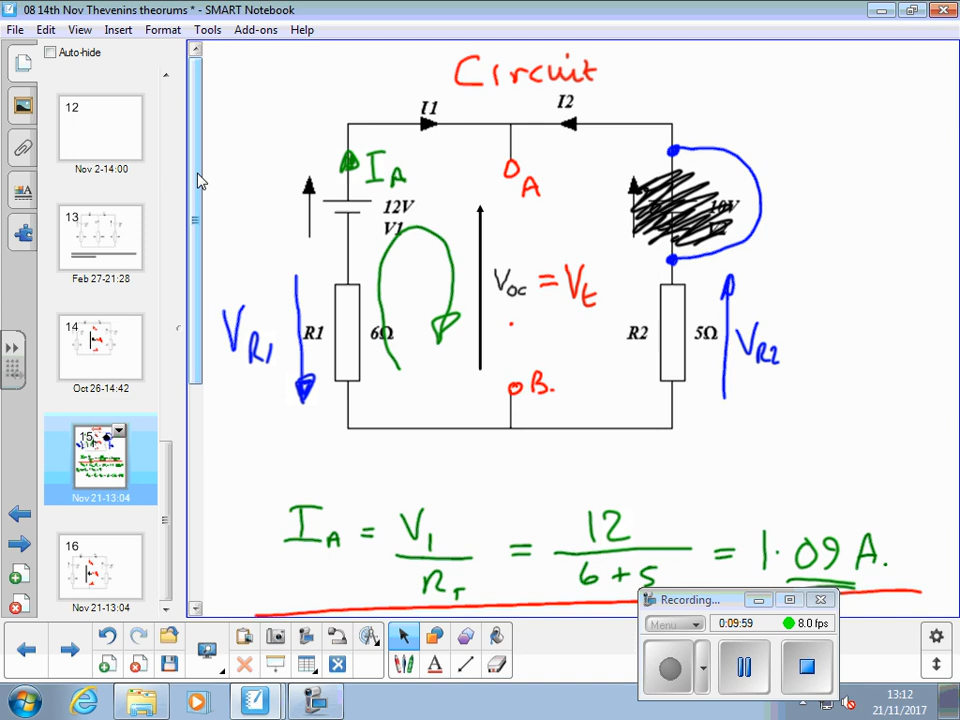 08 14th Nov Thevenins theorums * - SMART Notebook
File Edit View Insert Format Tools Add-ons Help
Auto-hide
12
Nov 2-14:00
13
Feb 27-21:28
14
Oct 26-14:42
15
Nov 21-13:04
16
Nov 21-13:04
Circuit
I1 I2
IA
A
12V
V1
VOC = Vt
VR1
R1 6Ω
R2 5Ω
VR2
B.
IA = V1 / RT = 12 / 6+5 = 1.09 A.
Recording...
Menu 0:09:59 8.0 fps
13:12
21/11/2017